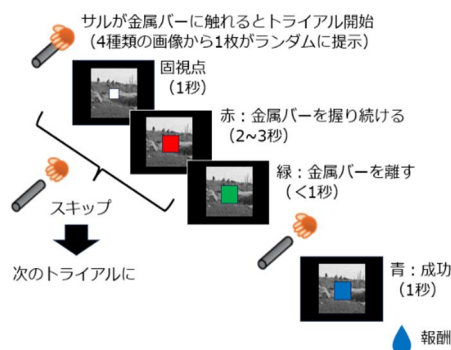 サルが金属バーに触れるとトライアル開始
（4種類の画像から1枚がランダムに提示）
固視点
（1秒）
赤：金属バーを握り続ける
（2~3秒）
緑：金属バーを離す
（＜1秒）
スキップ
次のトライアルに
青：成功
（1秒）
報酬